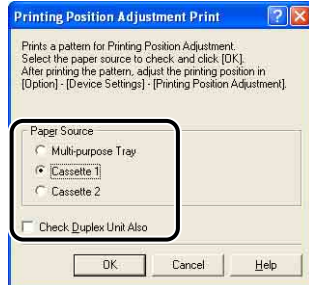 Printing Position Adjustment Print
Prints a pattern for Printing Position Adjustment.
Select the paper source to check and click [OK].
After printing the pattern, adjust the printing position in
[Option] - [Device Settings] - [Printing Position Adjustment].
Paper Source
Multi-purpose Tray
Cassette 1
Cassette 2
Check Duplex Unit Also
OK Cancel Help